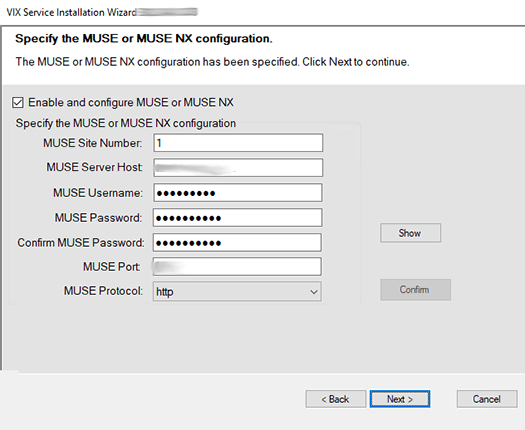 VIX Service Installation Wizard
Specify the MUSE or MUSE NX configuration.
The MUSE or MUSE NX configuration has been specified. Click Next to continue.
Enable and configure MUSE or MUSE NX
Specify the MUSE or MUSE NX configuration
MUSE Site Number: 1
MUSE Server Host:
MUSE Username: ●●●●●●●●●
MUSE Password: ●●●●●●●●●●
Show
Confirm MUSE Password: ●●●●●●●●●●
MUSE Port:
MUSE Protocol: http
Confirm
< Back Next > Cancel